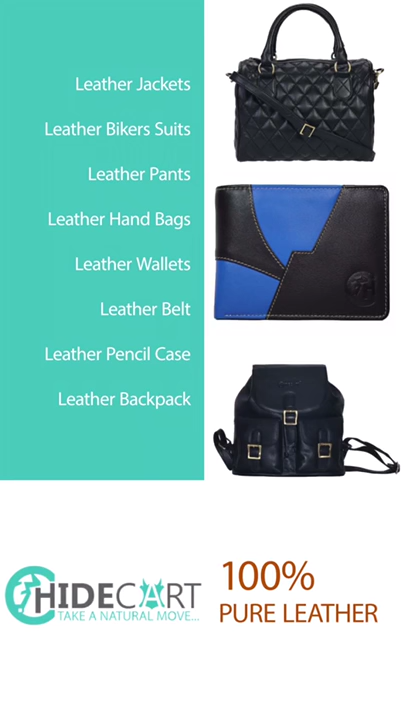 Leather Jackets
Leather Bikers Suits
Leather Pants
Leather Hand Bags
Leather Wallets
Leather Belt
Leather Pencil Case
Leather Backpack
HIDECART
TAKE A NATURAL MOVE...
100%
PURE LEATHER